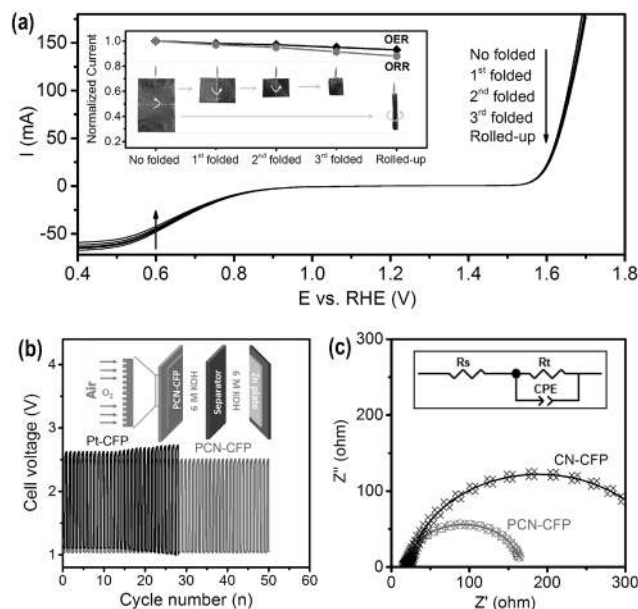 (a)
I (mA)
150
100
50
0
-50
0.4 0.6 0.8 1.0 1.2 1.4 1.6 1.8
E vs. RHE (V)
Normalized Current
1.0
0.8
0.6
0.4
0.2
OER
ORR
No folded 1st folded 2nd folded 3rd folded Rolled-up
No folded
1st folded
2nd folded
3rd folded
Rolled-up
(b)
Cell voltage (V)
4
3
2
1
0 10 20 30 40 50 60
Cycle number (n)
Air
O2
PCN-CFP
6 M KOH
Separator
6 M KOH
Zn plate
Pt-CFP
PCN-CFP
(c)
Z'' (ohm)
300
200
100
0
0 100 200 300
Z' (ohm)
Rs Rt
CPE
CN-CFP
PCN-CFP